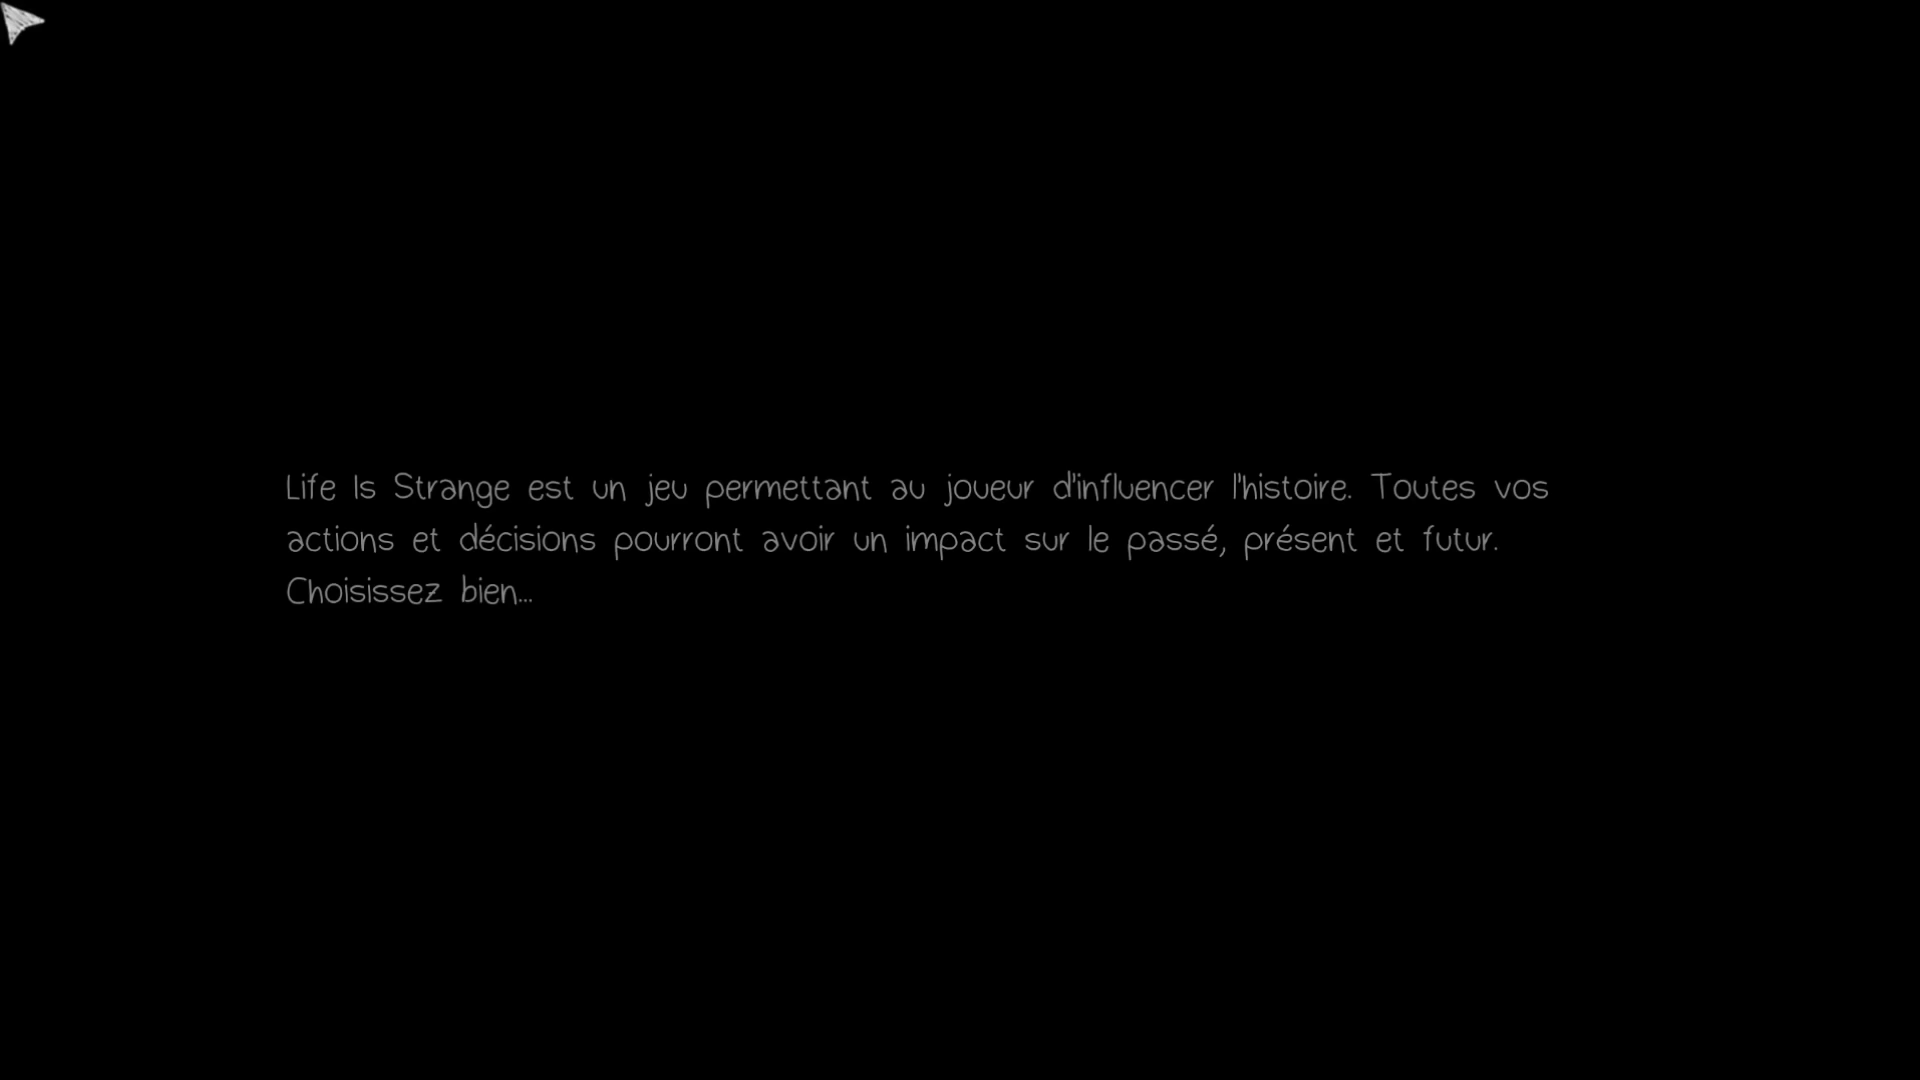 Life Is Strange est un jeu permettant au joueur d'influencer l'histoire. Toutes vos
actions et décisions pourront avoir un impact sur le passé, présent et futur.
Choisissez bien...